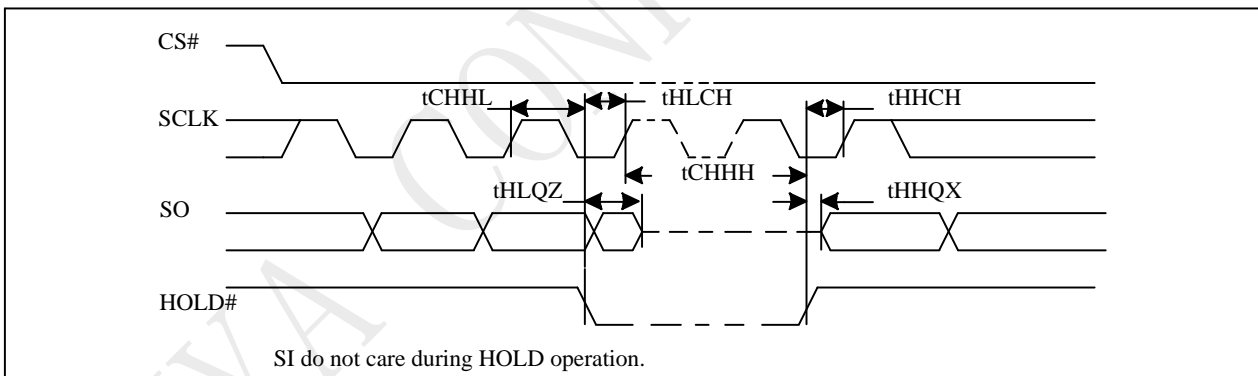 CS#
tCHHL
tHLCH
tHHCH
SCLK
tCHHH
tHLQZ
tHHQX
SO
HOLD#
SI do not care during HOLD operation.